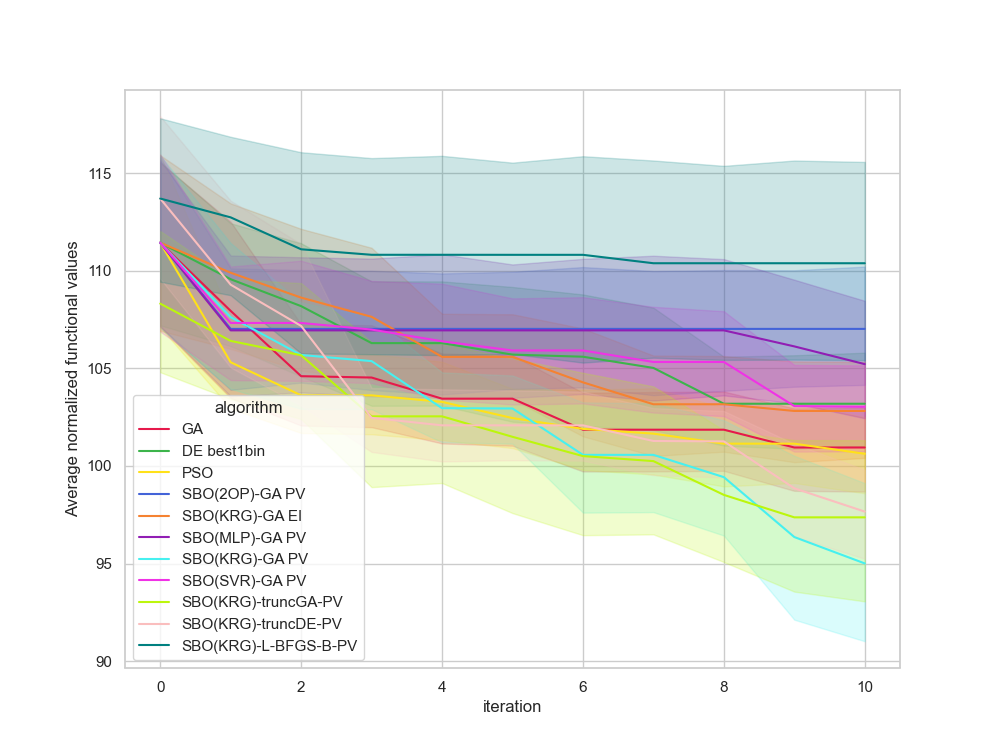 115
110
105
100
95
90
Average normalized functional values
algorithm
GA
DE best1bin
PSO
SBO(2OP)-GA PV
SBO(KRG)-GA EI
SBO(MLP)-GA PV
SBO(KRG)-GA PV
SBO(SVR)-GA PV
SBO(KRG)-truncGA-PV
SBO(KRG)-truncDE-PV
SBO(KRG)-L-BFGS-B-PV
0 2 4 6 8 10
iteration